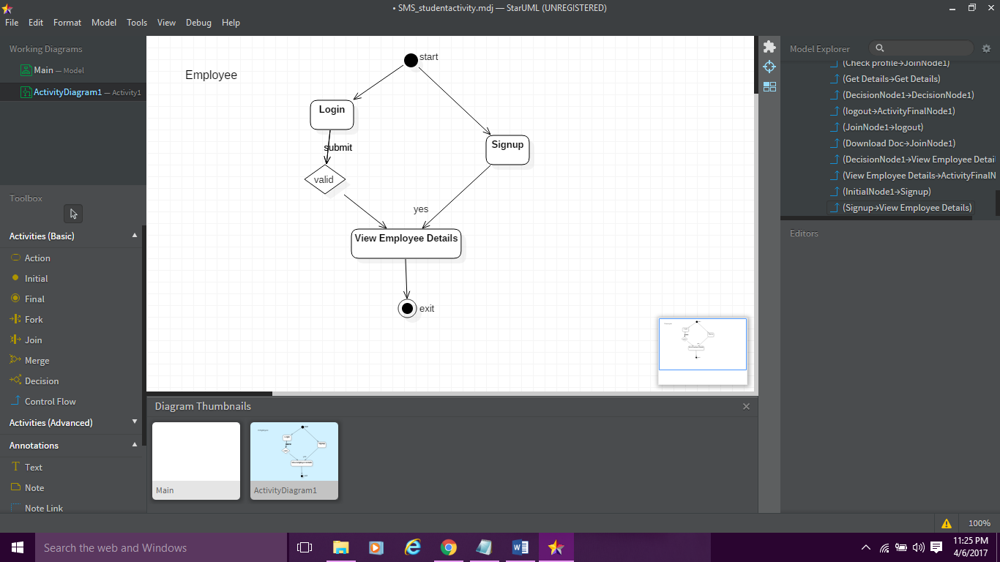 • SMS_studentactivity.mdj — StarUML (UNREGISTERED)
File Edit Format Model Tools View Debug Help
Working Diagrams
Main — Model
ActivityDiagram1 — Activity1
Toolbox
Activities (Basic)
Action
Initial
Final
Fork
Join
Merge
Decision
Control Flow
Activities (Advanced)
Annotations
Text
Note
Note Link
Employee
start
Login
Signup
submit
valid
yes
View Employee Details
exit
Diagram Thumbnails
Main
ActivityDiagram1
Model Explorer
(Check profile→JoinNode1)
(Get Details→Get Details)
(DecisionNode1→DecisionNode1)
(logout→ActivityFinalNode1)
(JoinNode1→logout)
(Download Doc→JoinNode1)
(DecisionNode1→View Employee Detai
(View Employee Details→ActivityFinalN
(InitialNode1→Signup)
(Signup→View Employee Details)
Editors
100%
Search the web and Windows
11:25 PM
4/6/2017